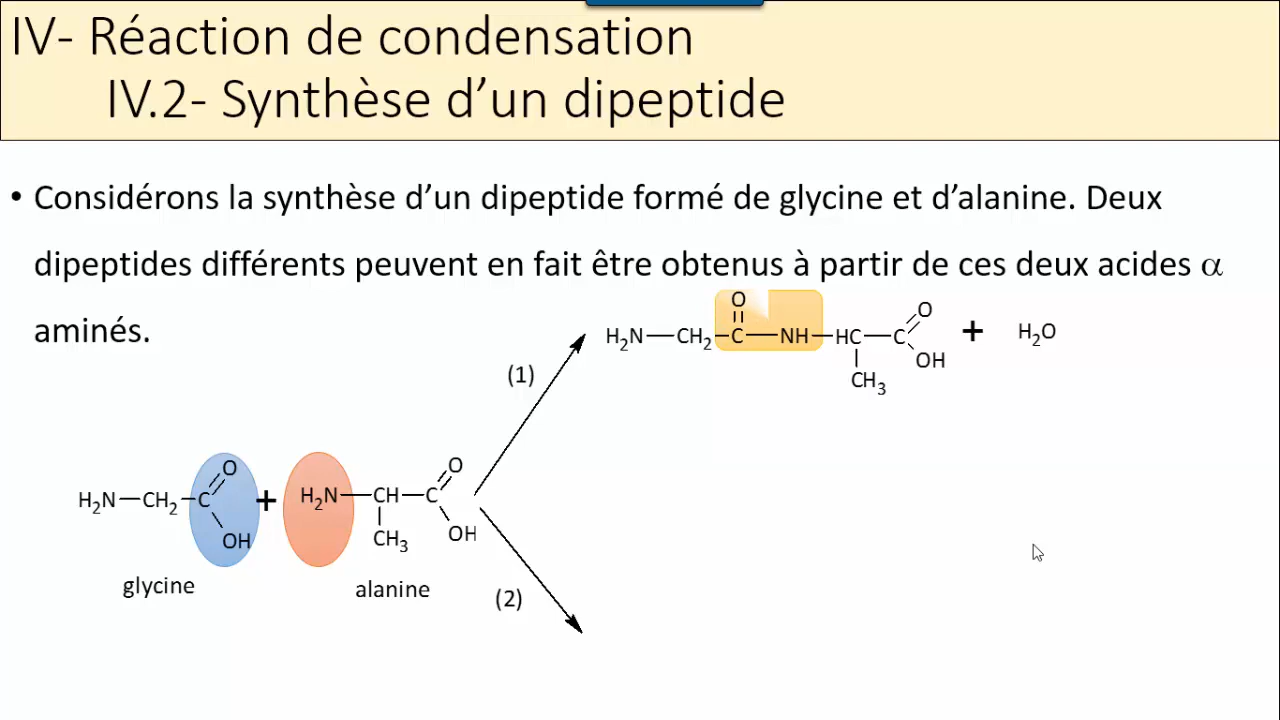 IV- Réaction de condensation
IV.2- Synthèse d’un dipeptide
• Considérons la synthèse d’un dipeptide formé de glycine et d’alanine. Deux
dipeptides différents peuvent en fait être obtenus à partir de ces deux acides α
aminés.
O
H₂N—CH₂—C—NH—HC—C
O
OH
CH₃
+ H₂O
(1)
H₂N—CH₂—C
O
OH
+
H₂N—CH—C
O
OH
CH₃
glycine
alanine
(2)